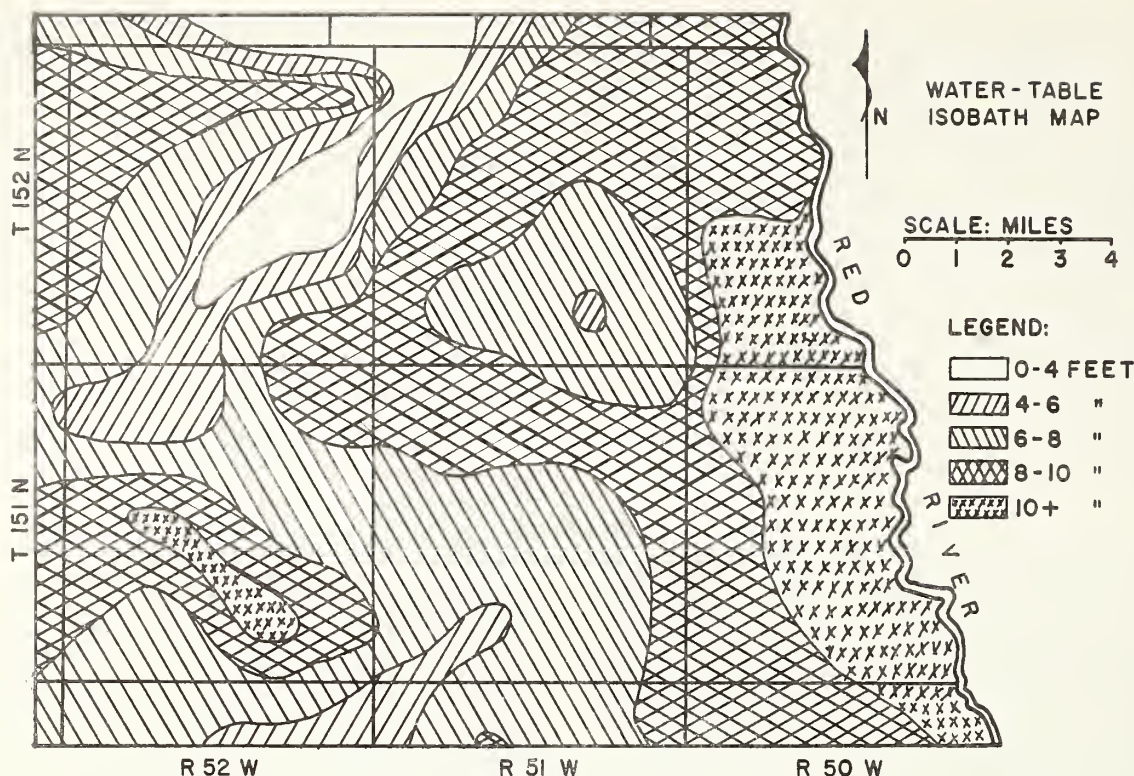 WATER-TABLE
ISOBATH MAP
N
SCALE: MILES
0 1 2 3 4
LEGEND:
0-4 FEET
4-6 "
6-8 "
8-10 "
10+ "
T 152 N
T 151 N
RED
RIVER
R 52 W R 51 W R 50 W